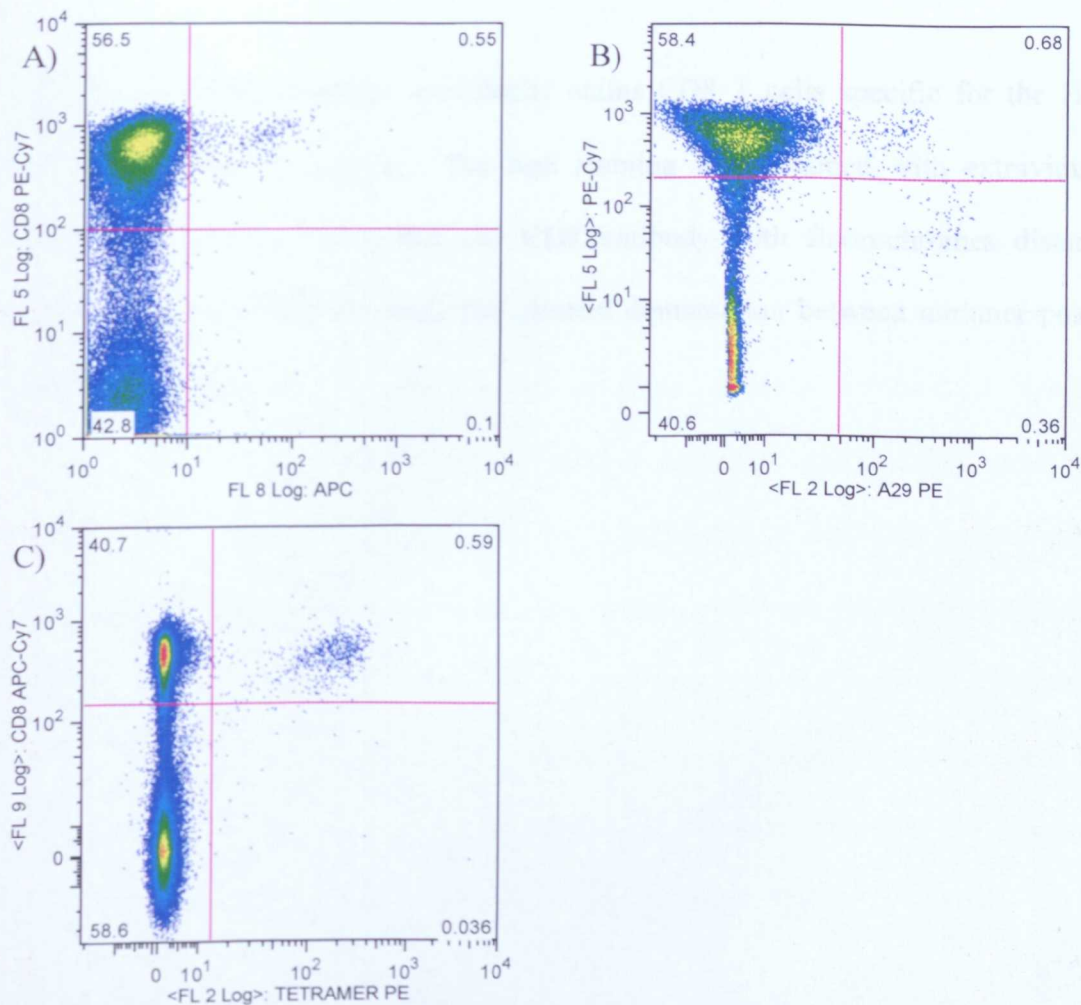 A)
56.5 0.55
10^4
10^3
10^2
10^1
10^0
42.8 0.1
10^0 10^1 10^2 10^3 10^4
FL 5 Log: CD8 PE-Cy7
FL 8 Log: APC
B)
58.4 0.68
10^4
10^3
10^2
10^1
0
40.6 0.36
0 10^1 10^2 10^3 10^4
<FL 5 Log>: PE-Cy7
<FL 2 Log>: A29 PE
C)
40.7 0.59
10^4
10^3
10^2
0
58.6 0.036
0 10^1 10^2 10^3 10^4
<FL 9 Log>: CD8 APC-Cy7
<FL 2 Log>: TETRAMER PE